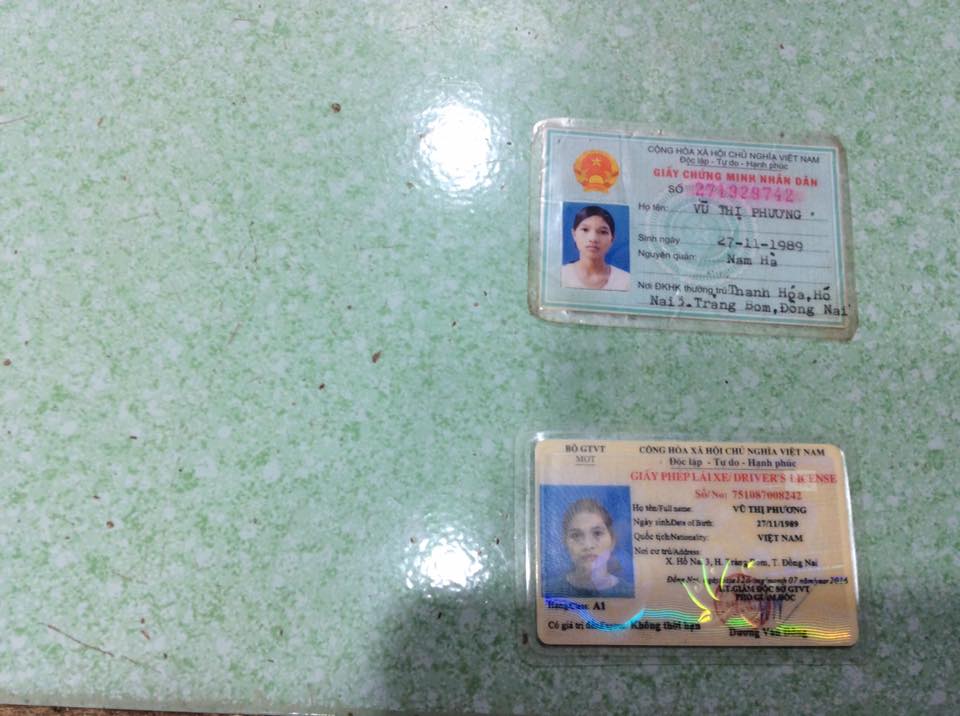 CỘNG HÒA XÃ HỘI CHỦ NGHĨA VIỆT NAM
Độc lập - Tự do - Hạnh phúc
GIẤY CHỨNG MINH NHÂN DÂN
SỐ 271329742
Họ tên: VŨ THỊ PHƯƠNG
Sinh ngày 27-11-1989
Nguyên quán: Nam Hà
Nơi ĐKHK thường trú Thanh Hóa, Hố
Nai 3. Trảng Bom, Đồng Nai
BỘ GTVT
MOT
CỘNG HÒA XÃ HỘI CHỦ NGHĨA VIỆT NAM
Độc lập - Tự do - Hạnh phúc
GIẤY PHÉP LÁI XE/ DRIVER'S LICENSE
Số/No: 751087008242
Họ tên/Full name: VŨ THỊ PHƯƠNG
Ngày sinh/Date of Birth: 27/11/1989
Quốc tịch/Nationality: VIỆT NAM
Nơi cư trú/Address:
X. Hố Nai 3, H. Trảng Bom, T. Đồng Nai
Đồng Nai, ngày/date 12 tháng/month 07 năm/year 2016
K.T.GIÁM ĐỐC SỞ GTVT
PHÓ GIÁM ĐỐC
Hạng/Class: A1
Có giá trị đến/Expires: Không thời hạn
Dương Văn